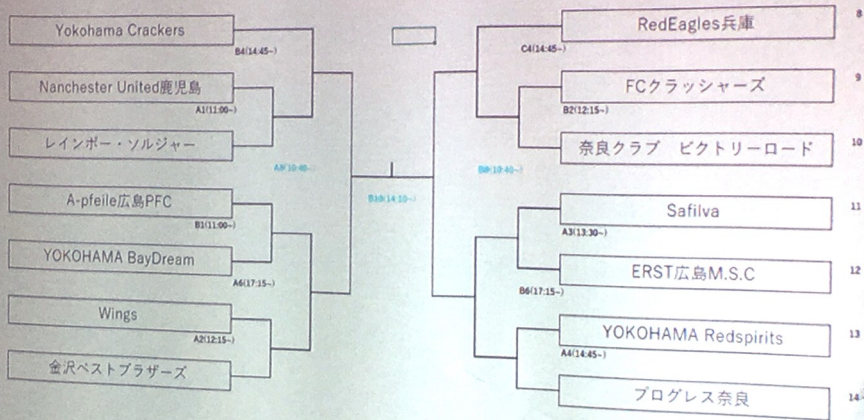 Yokohama Crackers
B4(14:45~)
Nanchester United鹿児島
A1(11:00~)
レインボー・ソルジャー
A-pfeile広島PFC
B1(11:00~)
YOKOHAMA BayDream
A6(17:15~)
Wings
A2(12:15~)
金沢ベストブラザーズ
B10(14:10~)
RedEagles兵庫
8
C4(14:45~)
FCクラッシャーズ
9
B2(12:15~)
奈良クラブ ビクトリーロード
10
Safilva
11
A3(13:30~)
ERST広島M.S.C
12
B6(17:15~)
YOKOHAMA Redspirits
13
A4(14:45~)
プログレス奈良
14